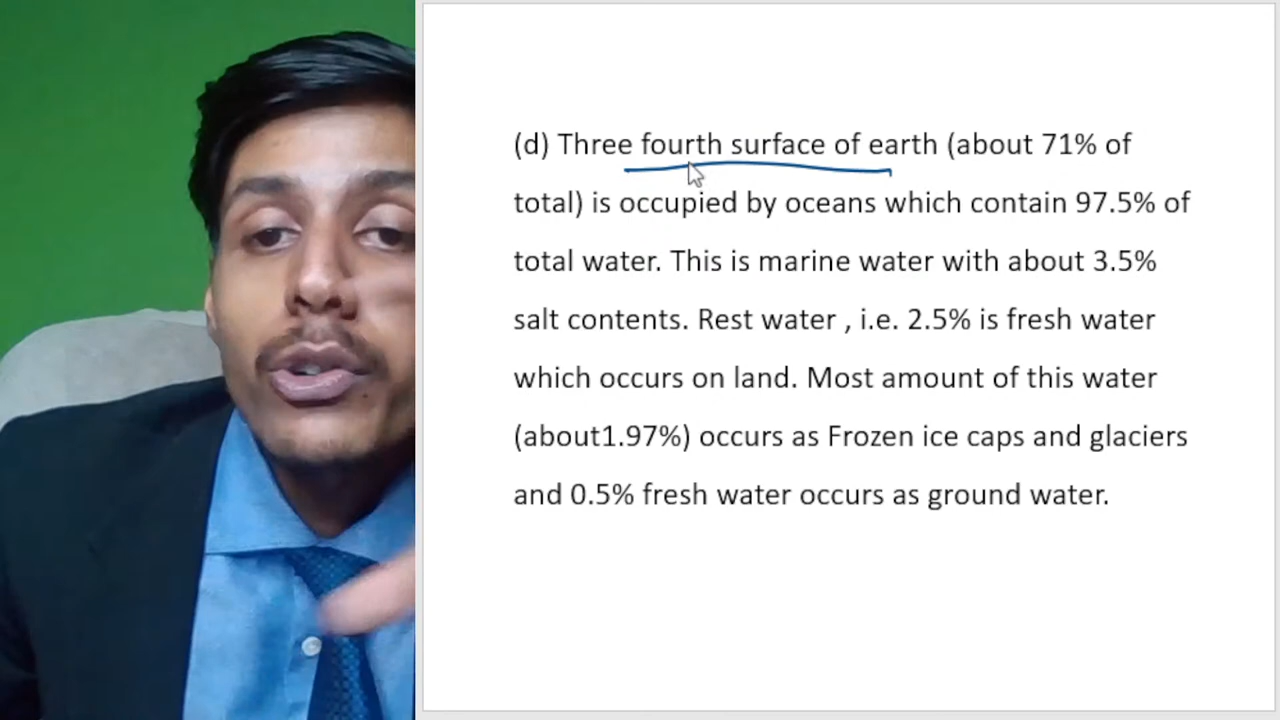 (d) Three fourth surface of earth (about 71% of
total) is occupied by oceans which contain 97.5% of
total water. This is marine water with about 3.5%
salt contents. Rest water , i.e. 2.5% is fresh water
which occurs on land. Most amount of this water
(about1.97%) occurs as Frozen ice caps and glaciers
and 0.5% fresh water occurs as ground water.